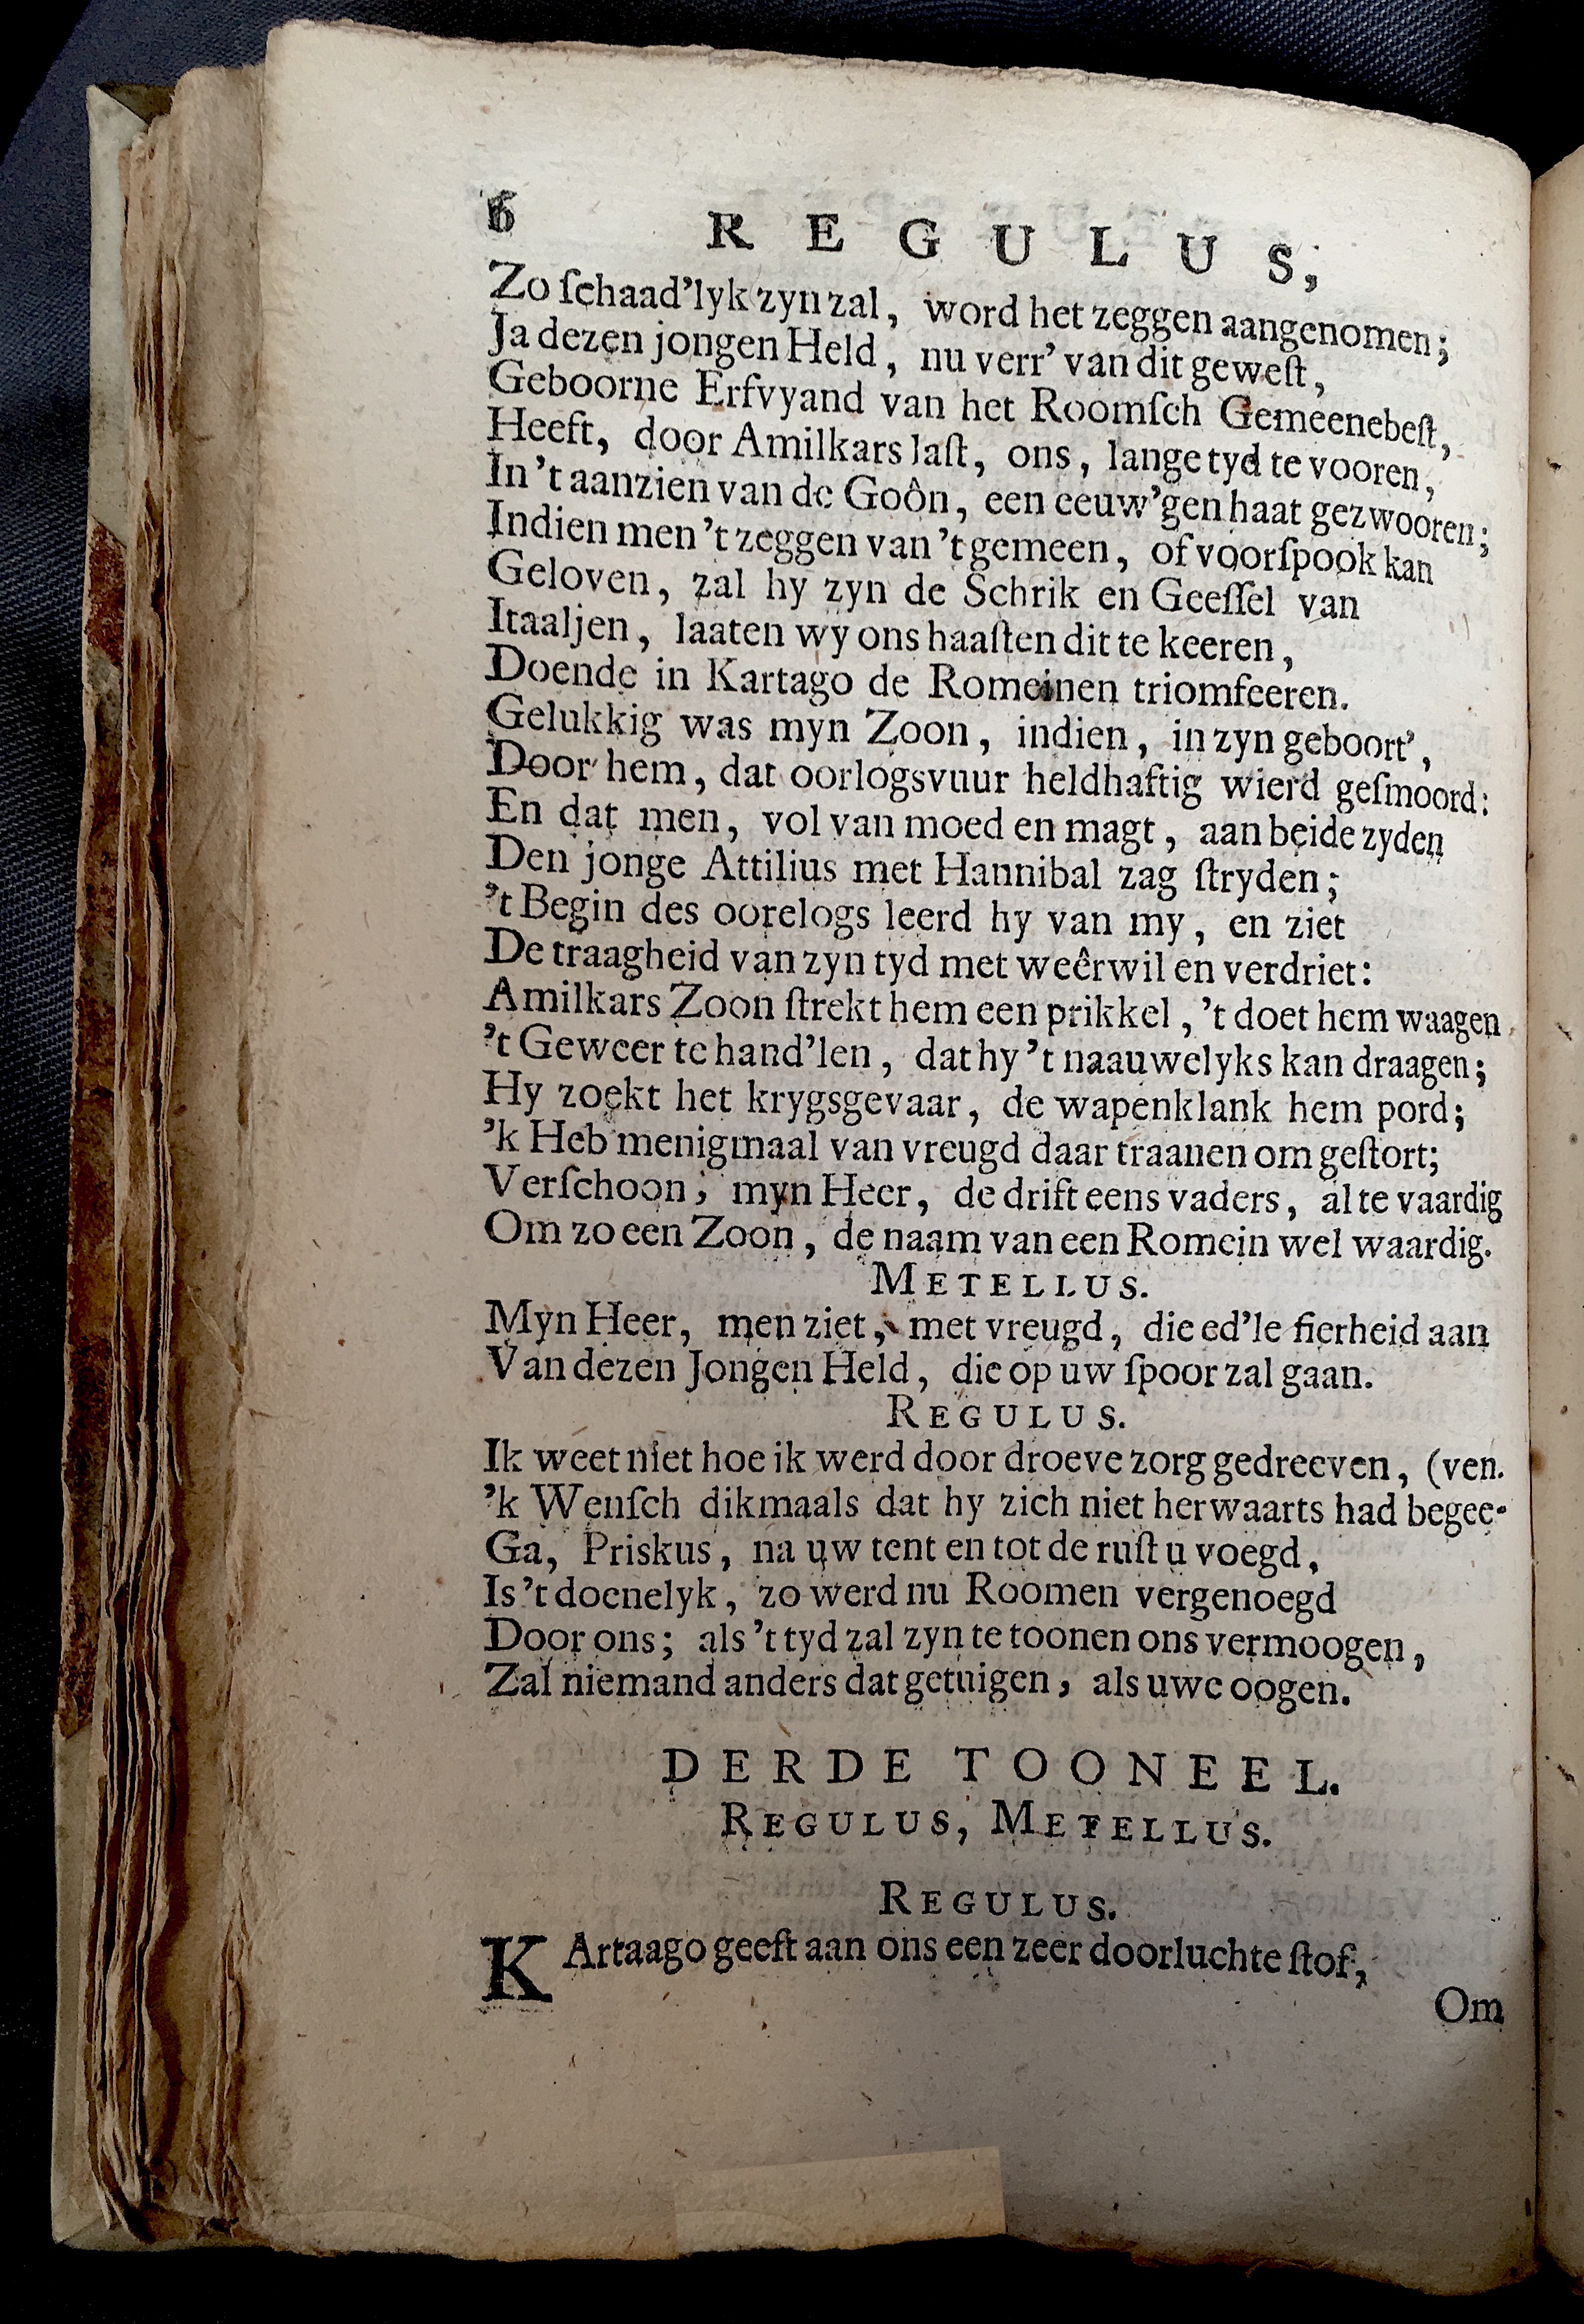 6 REGULUS,
Zo ſchaad'lyk zyn zal, word het zeggen aangenomen;
Ja dezen jongen Held, nu verr' van dit geweſt,
Geboorne Erfvyand van het Roomſch Gemeenebeſt,
Heeft, door Amilkars laſt, ons, lange tyd te vooren,
In 't aanzien van de Goôn, een eeuw'gen haat gezwooren;
Indien men 't zeggen van 't gemeen, of voorſpook kan
Geloven, zal hy zyn de Schrik en Geeſſel van
Itaaljen, laaten wy ons haaſten dit te keeren,
Doende in Kartago de Romeinen triomfeeren.
Gelukkig was myn Zoon, indien, in zyn geboort',
Door hem, dat oorlogsvuur heldhaftig wierd geſmoord:
En dat men, vol van moed en magt, aan beide zyden
Den jonge Attilius met Hannibal zag ſtryden;
't Begin des oorelogs leerd hy van my, en ziet
De traagheid van zyn tyd met weêrwil en verdriet:
Amilkars Zoon ſtrekt hem een prikkel, 't doet hem waagen
't Geweer te hand'len, dat hy 't naauwelyks kan draagen;
Hy zoekt het krygsgevaar, de wapenklank hem pord;
'k Heb menigmaal van vreugd daar traanen om geſtort;
Verſchoon, myn Heer, de drift eens vaders, al te vaardig
Om zo een Zoon, de naam van een Romein wel waardig.
METELLUS.
Myn Heer, men ziet, met vreugd, die ed'le fierheid aan
Van dezen Jongen Held, die op uw ſpoor zal gaan.
REGULUS.
Ik weet niet hoe ik werd door droeve zorg gedreeven, (ven.
'k Wenſch dikmaals dat hy zich niet herwaarts had begee-
Ga, Priskus, na uw tent en tot de ruſt u voegd,
Is 't doenelyk, zo werd nu Roomen vergenoegd
Door ons; als 't tyd zal zyn te toonen ons vermoogen,
Zal niemand anders dat getuigen, als uwe oogen.
DERDE TOONEEL.
REGULUS, METELLUS.
REGULUS.
KArtaago geeft aan ons een zeer doorluchte ſtof,
Om